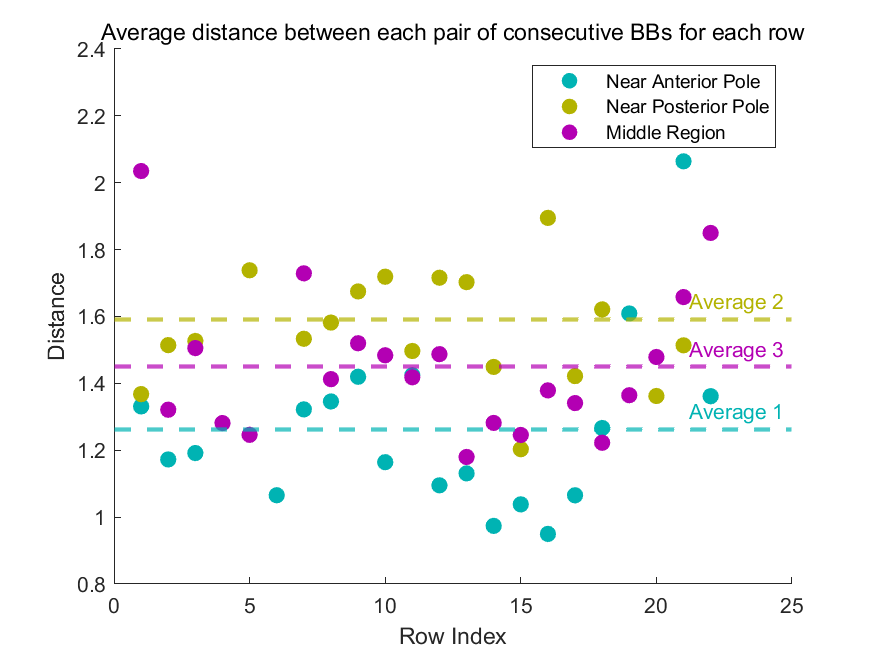 Average distance between each pair of consecutive BBs for each row
Near Anterior Pole
Near Posterior Pole
Middle Region
2.4
2.2
2
1.8
1.6
1.4
1.2
1
0.8
Distance
Average 2
Average 3
Average 1
0
5
10
15
20
25
Row Index